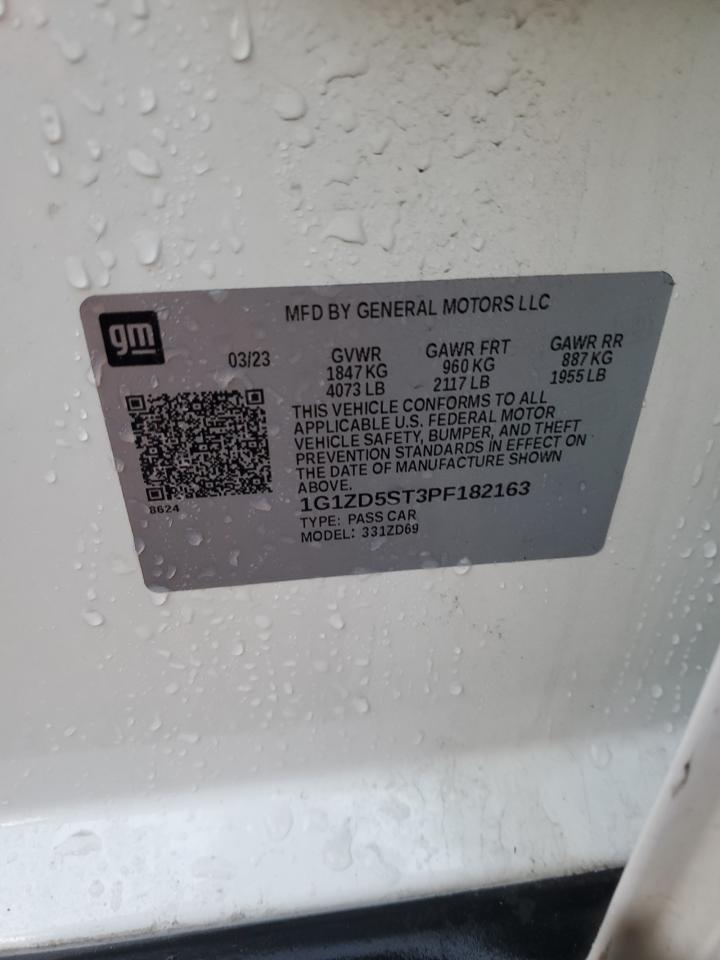 gm
MFD BY GENERAL MOTORS LLC
03/23
GVWR
1847 KG
4073 LB
GAWR FRT
960 KG
2117 LB
GAWR RR
887 KG
1955 LB
THIS VEHICLE CONFORMS TO ALL
APPLICABLE U.S. FEDERAL MOTOR
VEHICLE SAFETY, BUMPER, AND THEFT
PREVENTION STANDARDS IN EFFECT ON
THE DATE OF MANUFACTURE SHOWN
ABOVE.
8624
1G1ZD5ST3PF182163
TYPE: PASS CAR
MODEL: 331ZD69